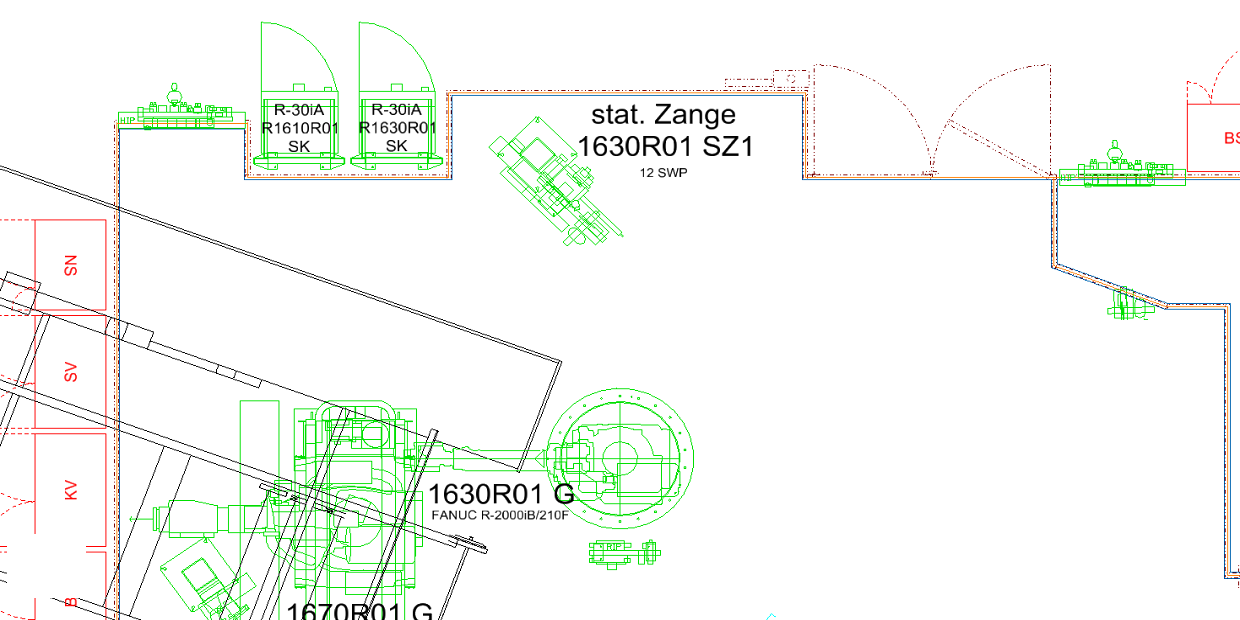 R-30iA
R1610R01
SK
R-30iA
R1630R01
SK
stat. Zange
1630R01 SZ1
12 SWP
HIP
HIP
BS
SN
SV
KV
B
1630R01 G
FANUC R-2000iB/210F
1670R01 G